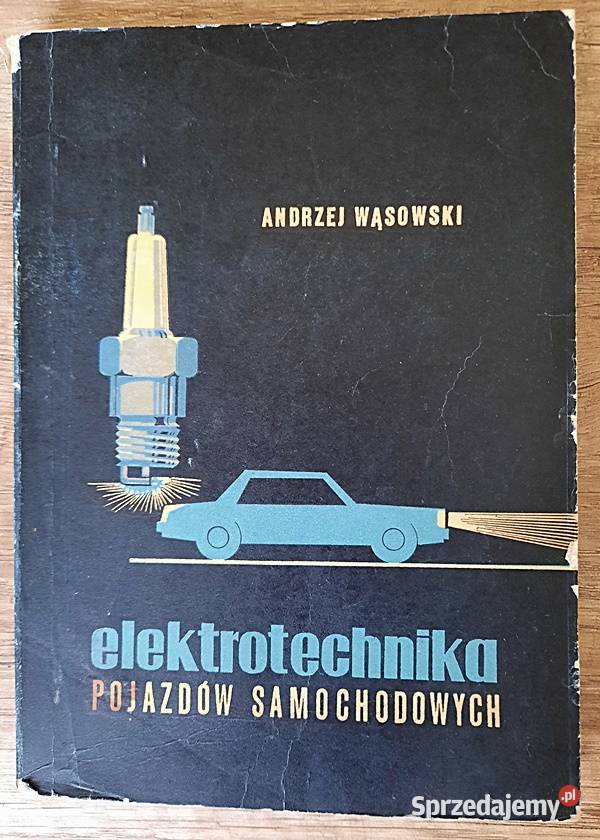 ANDRZEJ WĄSOWSKI
elektrotechnika
POJAZDÓW SAMOCHODOWYCH
Sprzedajemy.pl